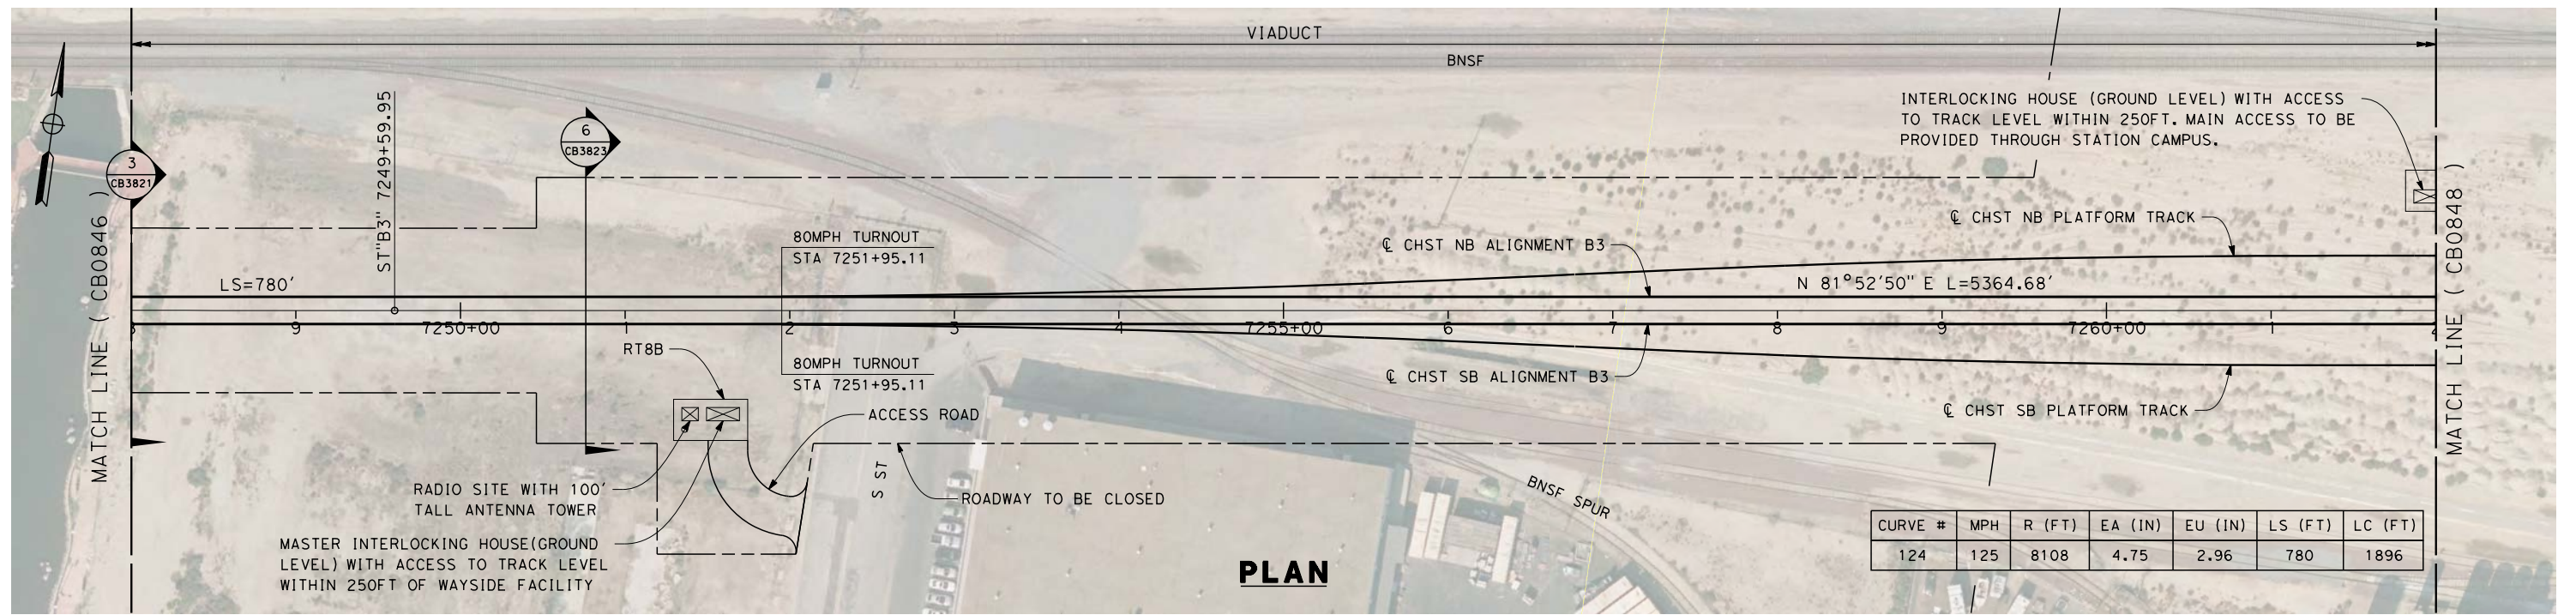 VIADUCT
BNSF
INTERLOCKING HOUSE (GROUND LEVEL) WITH ACCESS
TO TRACK LEVEL WITHIN 250FT. MAIN ACCESS TO BE
PROVIDED THROUGH STATION CAMPUS.
3
CB3821
6
CB3823
MATCH LINE ( CB0846 )
ST"B3" 7249+59.95
MATCH LINE ( CB0848 )
80MPH TURNOUT
STA 7251+95.11
℄ CHST NB PLATFORM TRACK
℄ CHST NB ALIGNMENT B3
LS=780'
N 81°52'50" E L=5364.68'
9
7250+00
1
2
3
4
7255+00
6
7
8
9
7260+00
1
RT8B
80MPH TURNOUT
STA 7251+95.11
℄ CHST SB ALIGNMENT B3
℄ CHST SB PLATFORM TRACK
ACCESS ROAD
S ST
ROADWAY TO BE CLOSED
RADIO SITE WITH 100'
TALL ANTENNA TOWER
MASTER INTERLOCKING HOUSE(GROUND
LEVEL) WITH ACCESS TO TRACK LEVEL
WITHIN 250FT OF WAYSIDE FACILITY
BNSF SPUR
PLAN
CURVE # MPH R (FT) EA (IN) EU (IN) LS (FT) LC (FT)
124 125 8108 4.75 2.96 780 1896